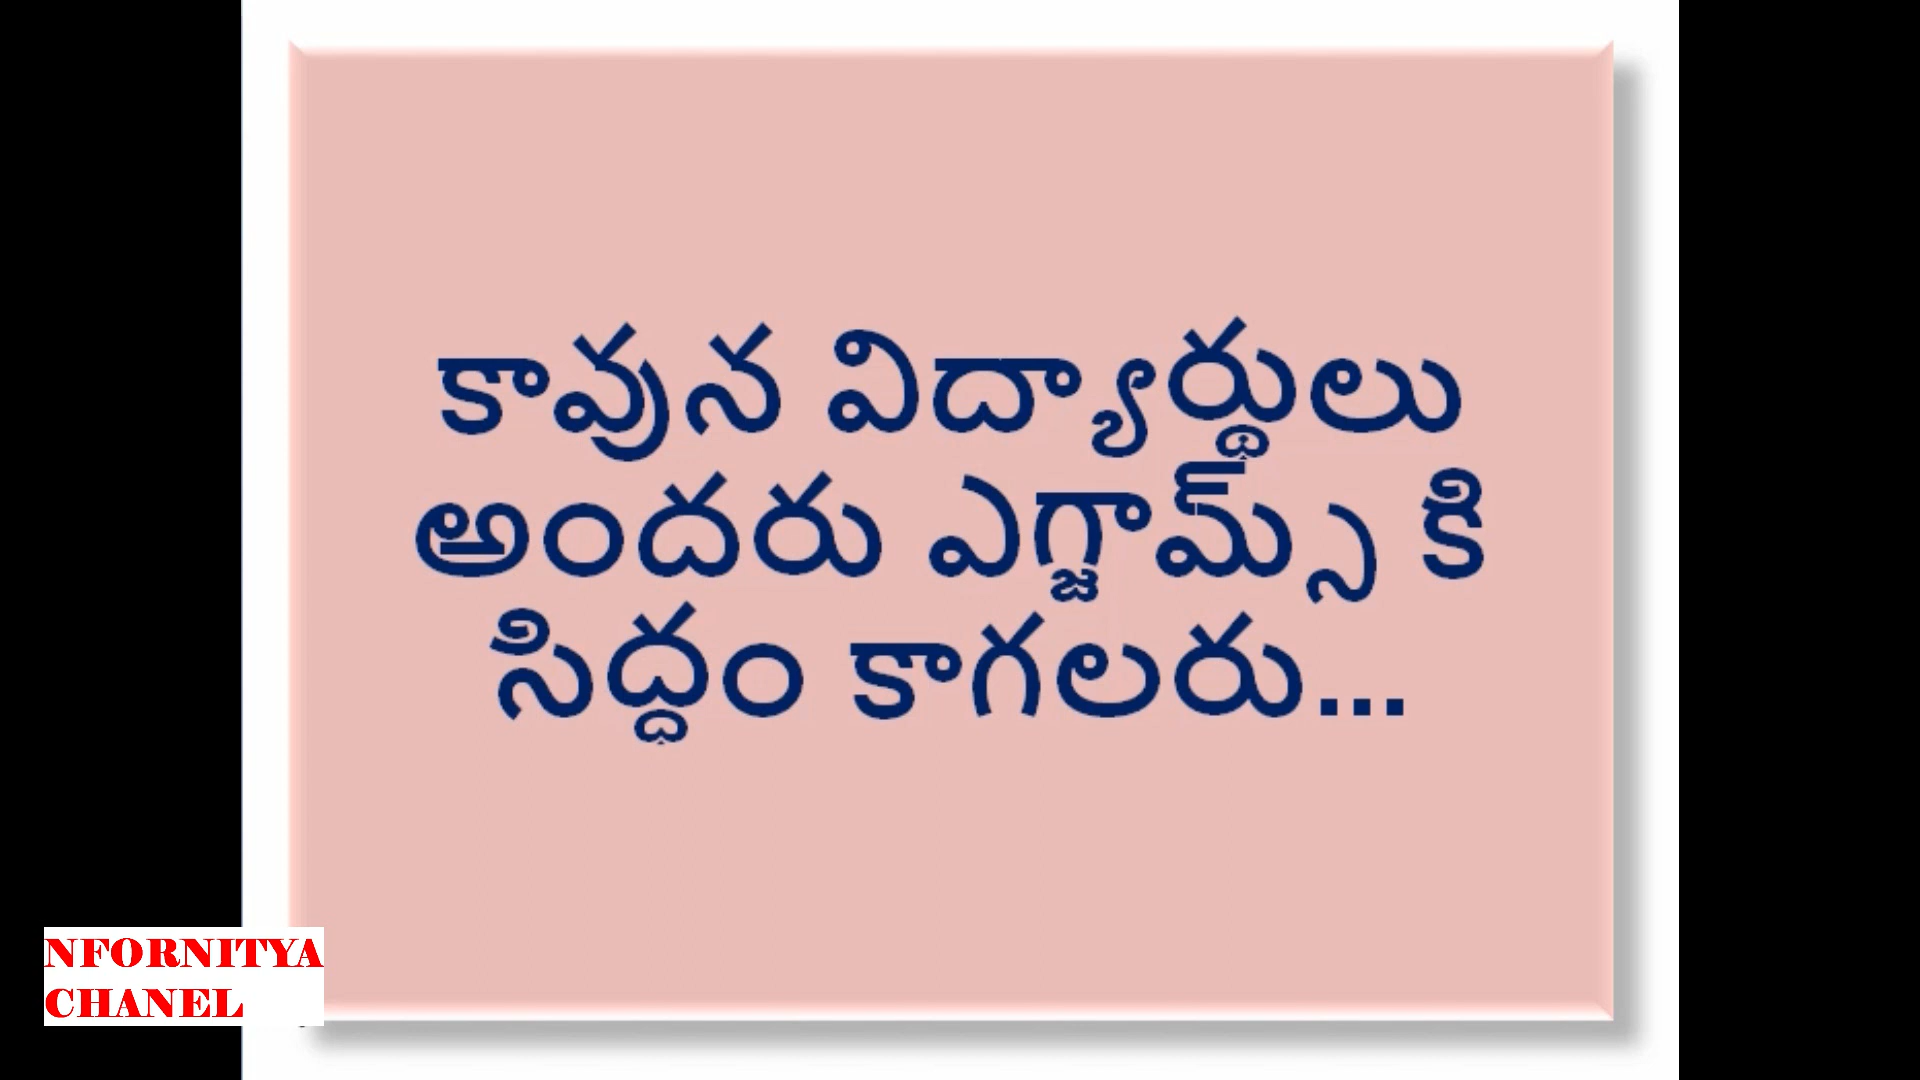 కావున విద్యార్థులు
అందరు ఎగ్జామ్స్ కి
సిద్ధం కాగలరు...
NFORNITYA
CHANEL